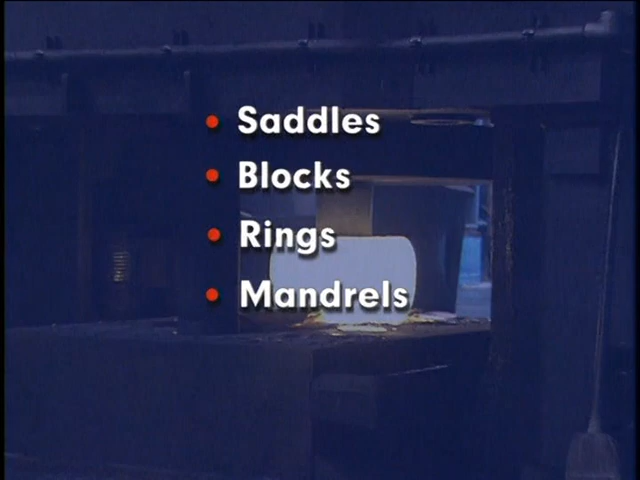 • Saddles
• Blocks
• Rings
• Mandrels